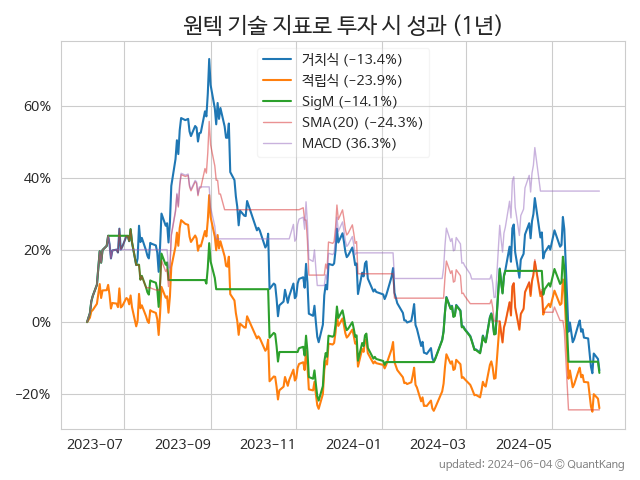 원텍 기술 지표로 투자 시 성과 (1년)
거치식 (−13.4%)
적립식 (−23.9%)
SigM (−14.1%)
SMA(20) (−24.3%)
MACD (36.3%)
60%
40%
20%
0%
−20%
2023-07 2023-09 2023-11 2024-01 2024-03 2024-05
updated: 2024-06-04 © QuantKang